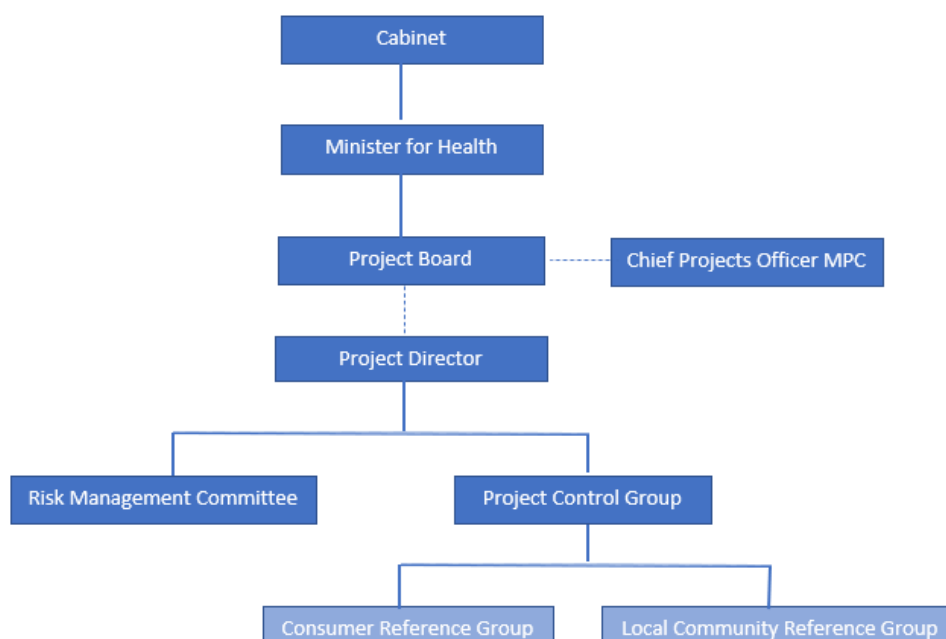 Cabinet
Minister for Health
Project Board
Chief Projects Officer MPC
Project Director
Risk Management Committee
Project Control Group
Consumer Reference Group
Local Community Reference Group